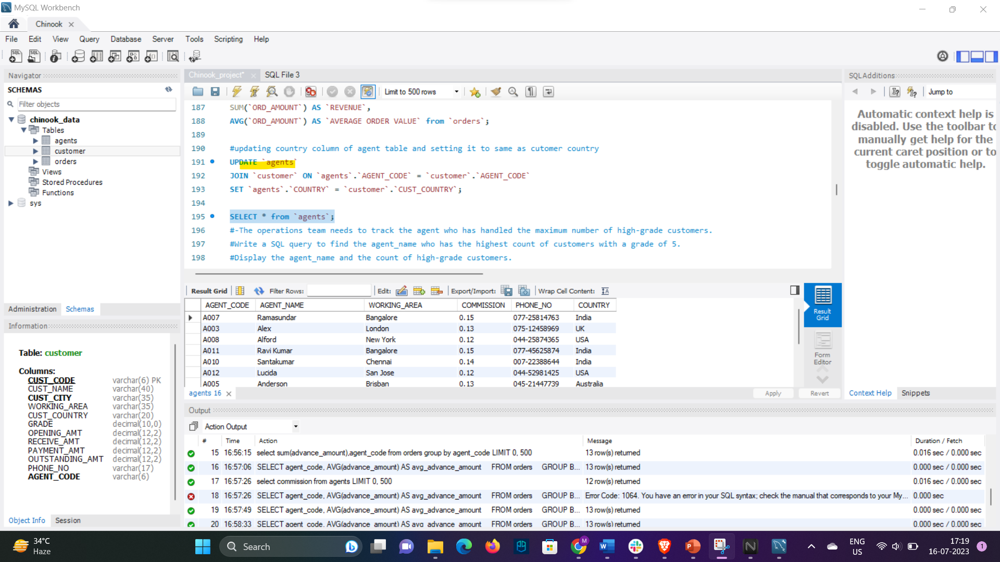 MySQL Workbench
Chinook
File Edit View Query Database Server Tools Scripting Help
Navigator
SCHEMAS
Filter objects
chinook_data
Tables
agents
customer
orders
Views
Stored Procedures
Functions
sys
Administration Schemas
Information
Table: customer
Columns:
CUST_CODE varchar(6) PK
CUST_NAME varchar(40)
CUST_CITY varchar(35)
WORKING_AREA varchar(35)
CUST_COUNTRY varchar(20)
GRADE decimal(10,0)
OPENING_AMT decimal(12,2)
RECEIVE_AMT decimal(12,2)
PAYMENT_AMT decimal(12,2)
OUTSTANDING_AMT decimal(12,2)
PHONE_NO varchar(17)
AGENT_CODE varchar(6)
Object Info Session
Chinook_project* SQL File 3
Limit to 500 rows
187 SUM(`ORD_AMOUNT`) AS `REVENUE`,
188 AVG(`ORD_AMOUNT`) AS `AVERAGE ORDER VALUE` from `orders`;
189
190 #updating country column of agent table and setting it to same as cutomer country
191 UPDATE `agents`
192 JOIN `customer` ON `agents`.`AGENT_CODE` = `customer`.`AGENT_CODE`
193 SET `agents`.`COUNTRY` = `customer`.`CUST_COUNTRY`;
194
195 SELECT * from `agents`;
196 #-The operations team needs to track the agent who has handled the maximum number of high-grade customers.
197 #Write a SQL query to find the agent_name who has the highest count of customers with a grade of 5.
198 #Display the agent_name and the count of high-grade customers.
Result Grid Filter Rows: Edit: Export/Import: Wrap Cell Content:
AGENT_CODE AGENT_NAME WORKING_AREA COMMISSION PHONE_NO COUNTRY
A007 Ramasundar Bangalore 0.15 077-25814763 India
A003 Alex London 0.13 075-12458969 UK
A008 Alford New York 0.12 044-25874365 USA
A011 Ravi Kumar Bangalore 0.15 077-45625874 India
A010 Santakumar Chennai 0.14 007-22388644 India
A012 Lucida San Jose 0.12 044-52981425 USA
A005 Anderson Brisban 0.13 045-21447739 Australia
Result Grid
Form Editor
agents 16 Apply Revert
Output
Action Output
# Time Action Message Duration / Fetch
15 16:56:15 select sum(advance_amount),agent_code from orders group by agent_code LIMIT 0, 500 13 row(s) returned 0.016 sec / 0.000 sec
16 16:57:06 SELECT agent_code, AVG(advance_amount) AS avg_advance_amount FROM orders GROUP B... 13 row(s) returned 0.000 sec / 0.000 sec
17 16:57:26 select commission from agents LIMIT 0, 500 12 row(s) returned 0.016 sec / 0.000 sec
18 16:57:26 SELECT agent_code, AVG(advance_amount) AS avg_advance_amount FROM orders GROUP B... Error Code: 1064. You have an error in your SQL syntax; check the manual that corresponds to your My... 0.000 sec
19 16:57:49 SELECT agent_code, AVG(advance_amount) AS avg_advance_amount FROM orders GROUP B... 13 row(s) returned 0.000 sec / 0.000 sec
20 16:58:33 SELECT agent_code, AVG(advance_amount) AS avg_advance_amount FROM orders GROUP B... 13 row(s) returned 0.000 sec / 0.000 sec
SQLAdditions
Jump to
Automatic context help is
disabled. Use the toolbar to
manually get help for the
current caret position or to
toggle automatic help.
Context Help Snippets
34°C
Haze
Search
ENG
US
17:19
16-07-2023
1